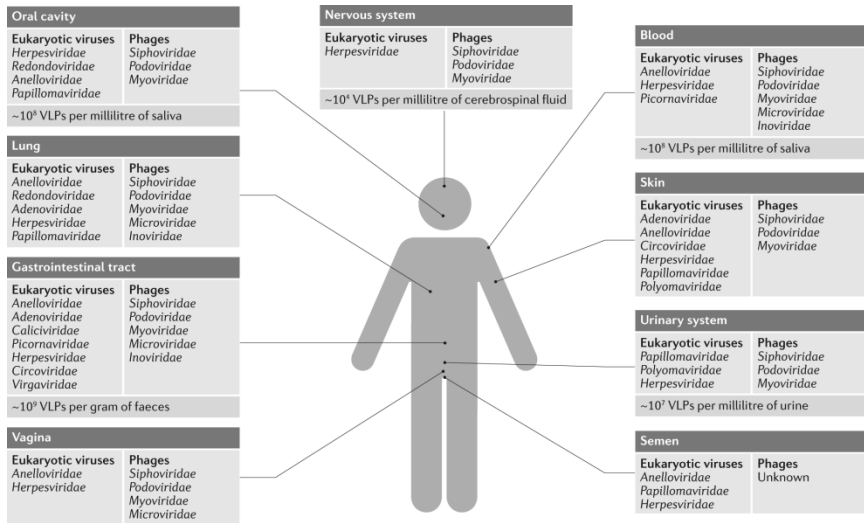 Oral cavity
Eukaryotic viruses
Herpesviridae
Redondoviridae
Anelloviridae
Papillomaviridae
Phages
Siphoviridae
Podoviridae
Myoviridae
~10⁸ VLPs per millilitre of saliva
Nervous system
Eukaryotic viruses
Herpesviridae
Phages
Siphoviridae
Podoviridae
Myoviridae
~10⁴ VLPs per millilitre of cerebrospinal fluid
Blood
Eukaryotic viruses
Anelloviridae
Herpesviridae
Picornaviridae
Phages
Siphoviridae
Podoviridae
Myoviridae
Microviridae
Inoviridae
~10⁸ VLPs per millilitre of saliva
Lung
Eukaryotic viruses
Anelloviridae
Redondoviridae
Adenoviridae
Herpesviridae
Papillomaviridae
Phages
Siphoviridae
Podoviridae
Myoviridae
Microviridae
Inoviridae
Skin
Eukaryotic viruses
Adenoviridae
Anelloviridae
Circoviridae
Herpesviridae
Papillomaviridae
Polyomaviridae
Phages
Siphoviridae
Podoviridae
Myoviridae
Gastrointestinal tract
Eukaryotic viruses
Anelloviridae
Adenoviridae
Caliciviridae
Picornaviridae
Herpesviridae
Circoviridae
Virgaviridae
Phages
Siphoviridae
Podoviridae
Myoviridae
Microviridae
Inoviridae
~10⁹ VLPs per gram of faeces
Urinary system
Eukaryotic viruses
Papillomaviridae
Polyomaviridae
Herpesviridae
Phages
Siphoviridae
Podoviridae
Myoviridae
~10⁷ VLPs per millilitre of urine
Vagina
Eukaryotic viruses
Anelloviridae
Herpesviridae
Phages
Siphoviridae
Podoviridae
Myoviridae
Microviridae
Semen
Eukaryotic viruses
Anelloviridae
Papillomaviridae
Herpesviridae
Phages
Unknown